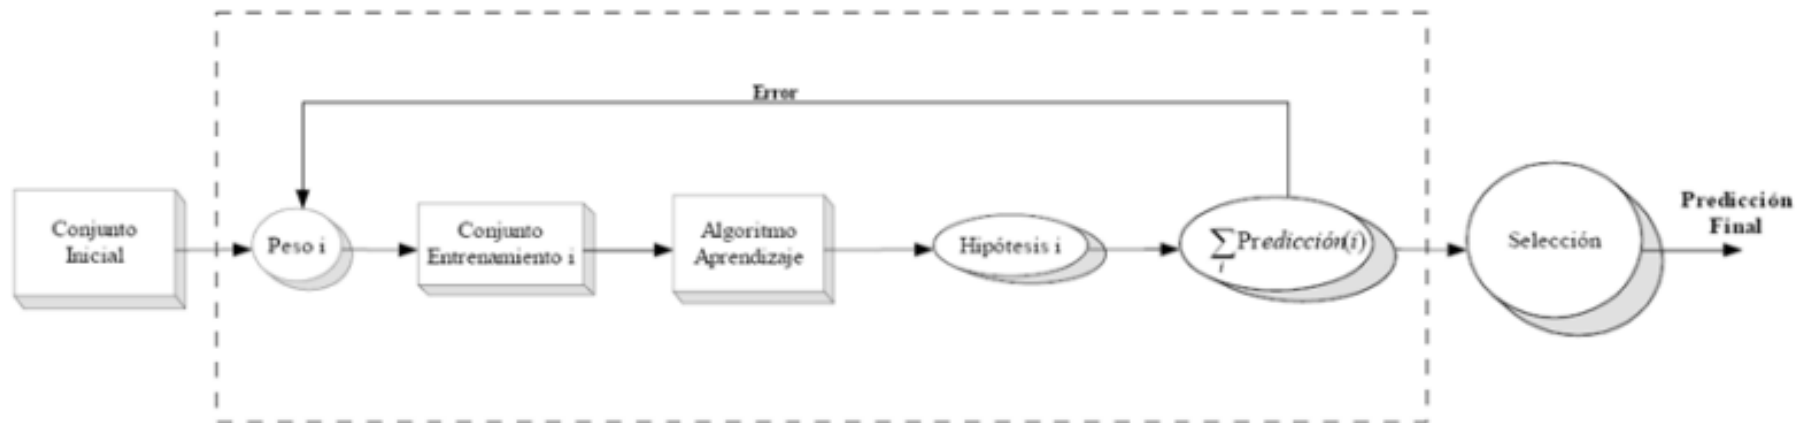 Error
Conjunto
Inicial
Peso i
Conjunto
Entrenamiento i
Algoritmo
Aprendizaje
Hipótesis i
∑Predicción(i)
i
Selección
Predicción
Final